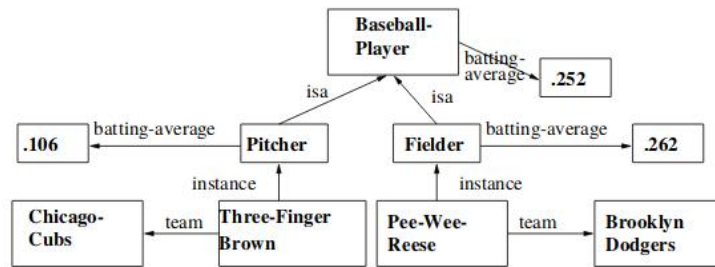 Baseball-
Player
batting-
average
.252
isa
isa
.106
batting-average
Pitcher
Fielder
batting-average
.262
instance
instance
Chicago-
Cubs
team
Three-Finger
Brown
Pee-Wee-
Reese
team
Brooklyn
Dodgers